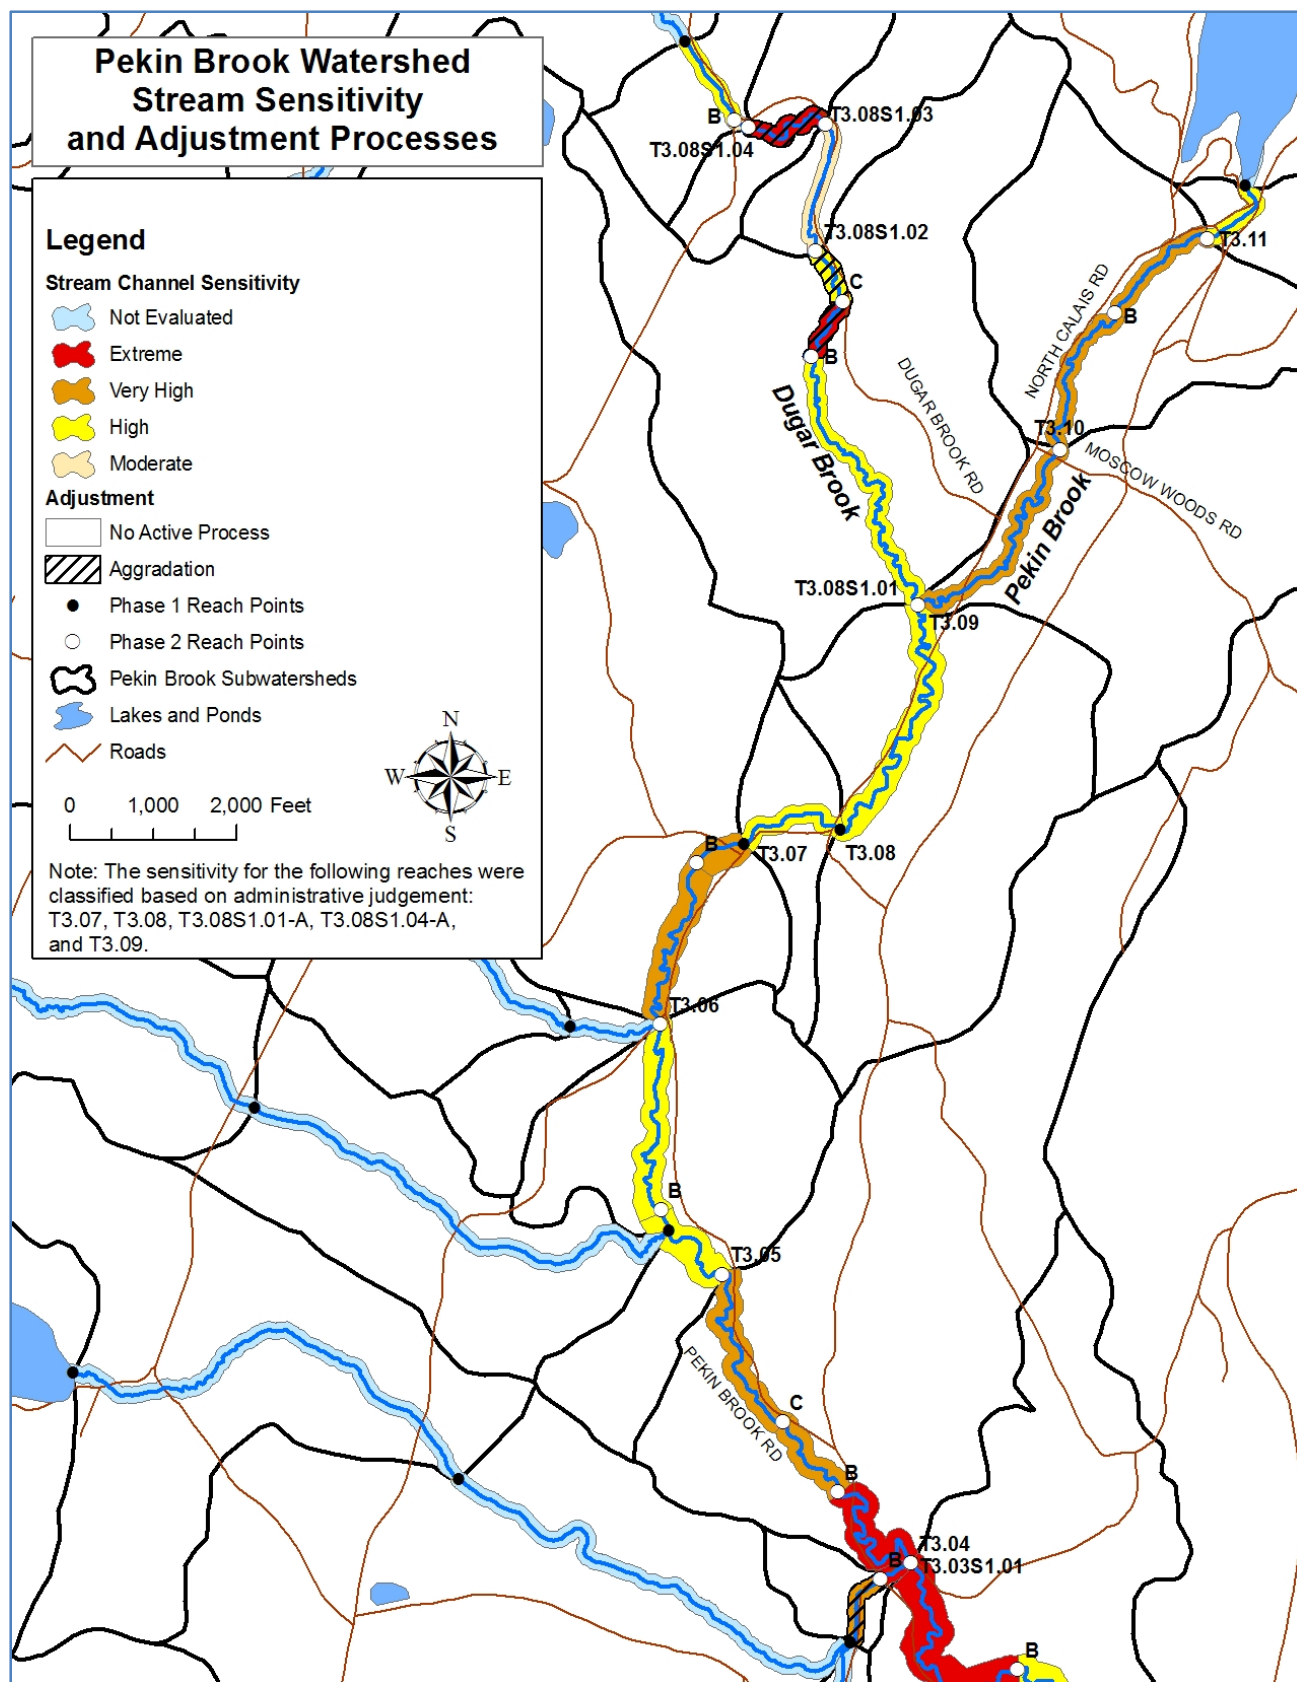 Pekin Brook Watershed
Stream Sensitivity
and Adjustment Processes
Legend
Stream Channel Sensitivity
Not Evaluated
Extreme
Very High
High
Moderate
Adjustment
No Active Process
Aggradation
Phase 1 Reach Points
Phase 2 Reach Points
Pekin Brook Subwatersheds
Lakes and Ponds
Roads
N
W
E
S
0 1,000 2,000 Feet
Note: The sensitivity for the following reaches were
classified based on administrative judgement:
T3.07, T3.08, T3.08S1.01-A, T3.08S1.04-A,
and T3.09.
B
T3.08S1.03
T3.08S1.04
T3.08S1.02
T3.11
C
B
B
NORTH CALAIS RD
DUGAR BROOK RD
Dugar Brook
T3.10
MOSCOW WOODS RD
Pekin Brook
T3.08S1.01
T3.09
B
T3.07
T3.08
T3.06
B
T3.05
PEKIN BROOK RD
C
B
T3.04
B
T3.03S1.01
B